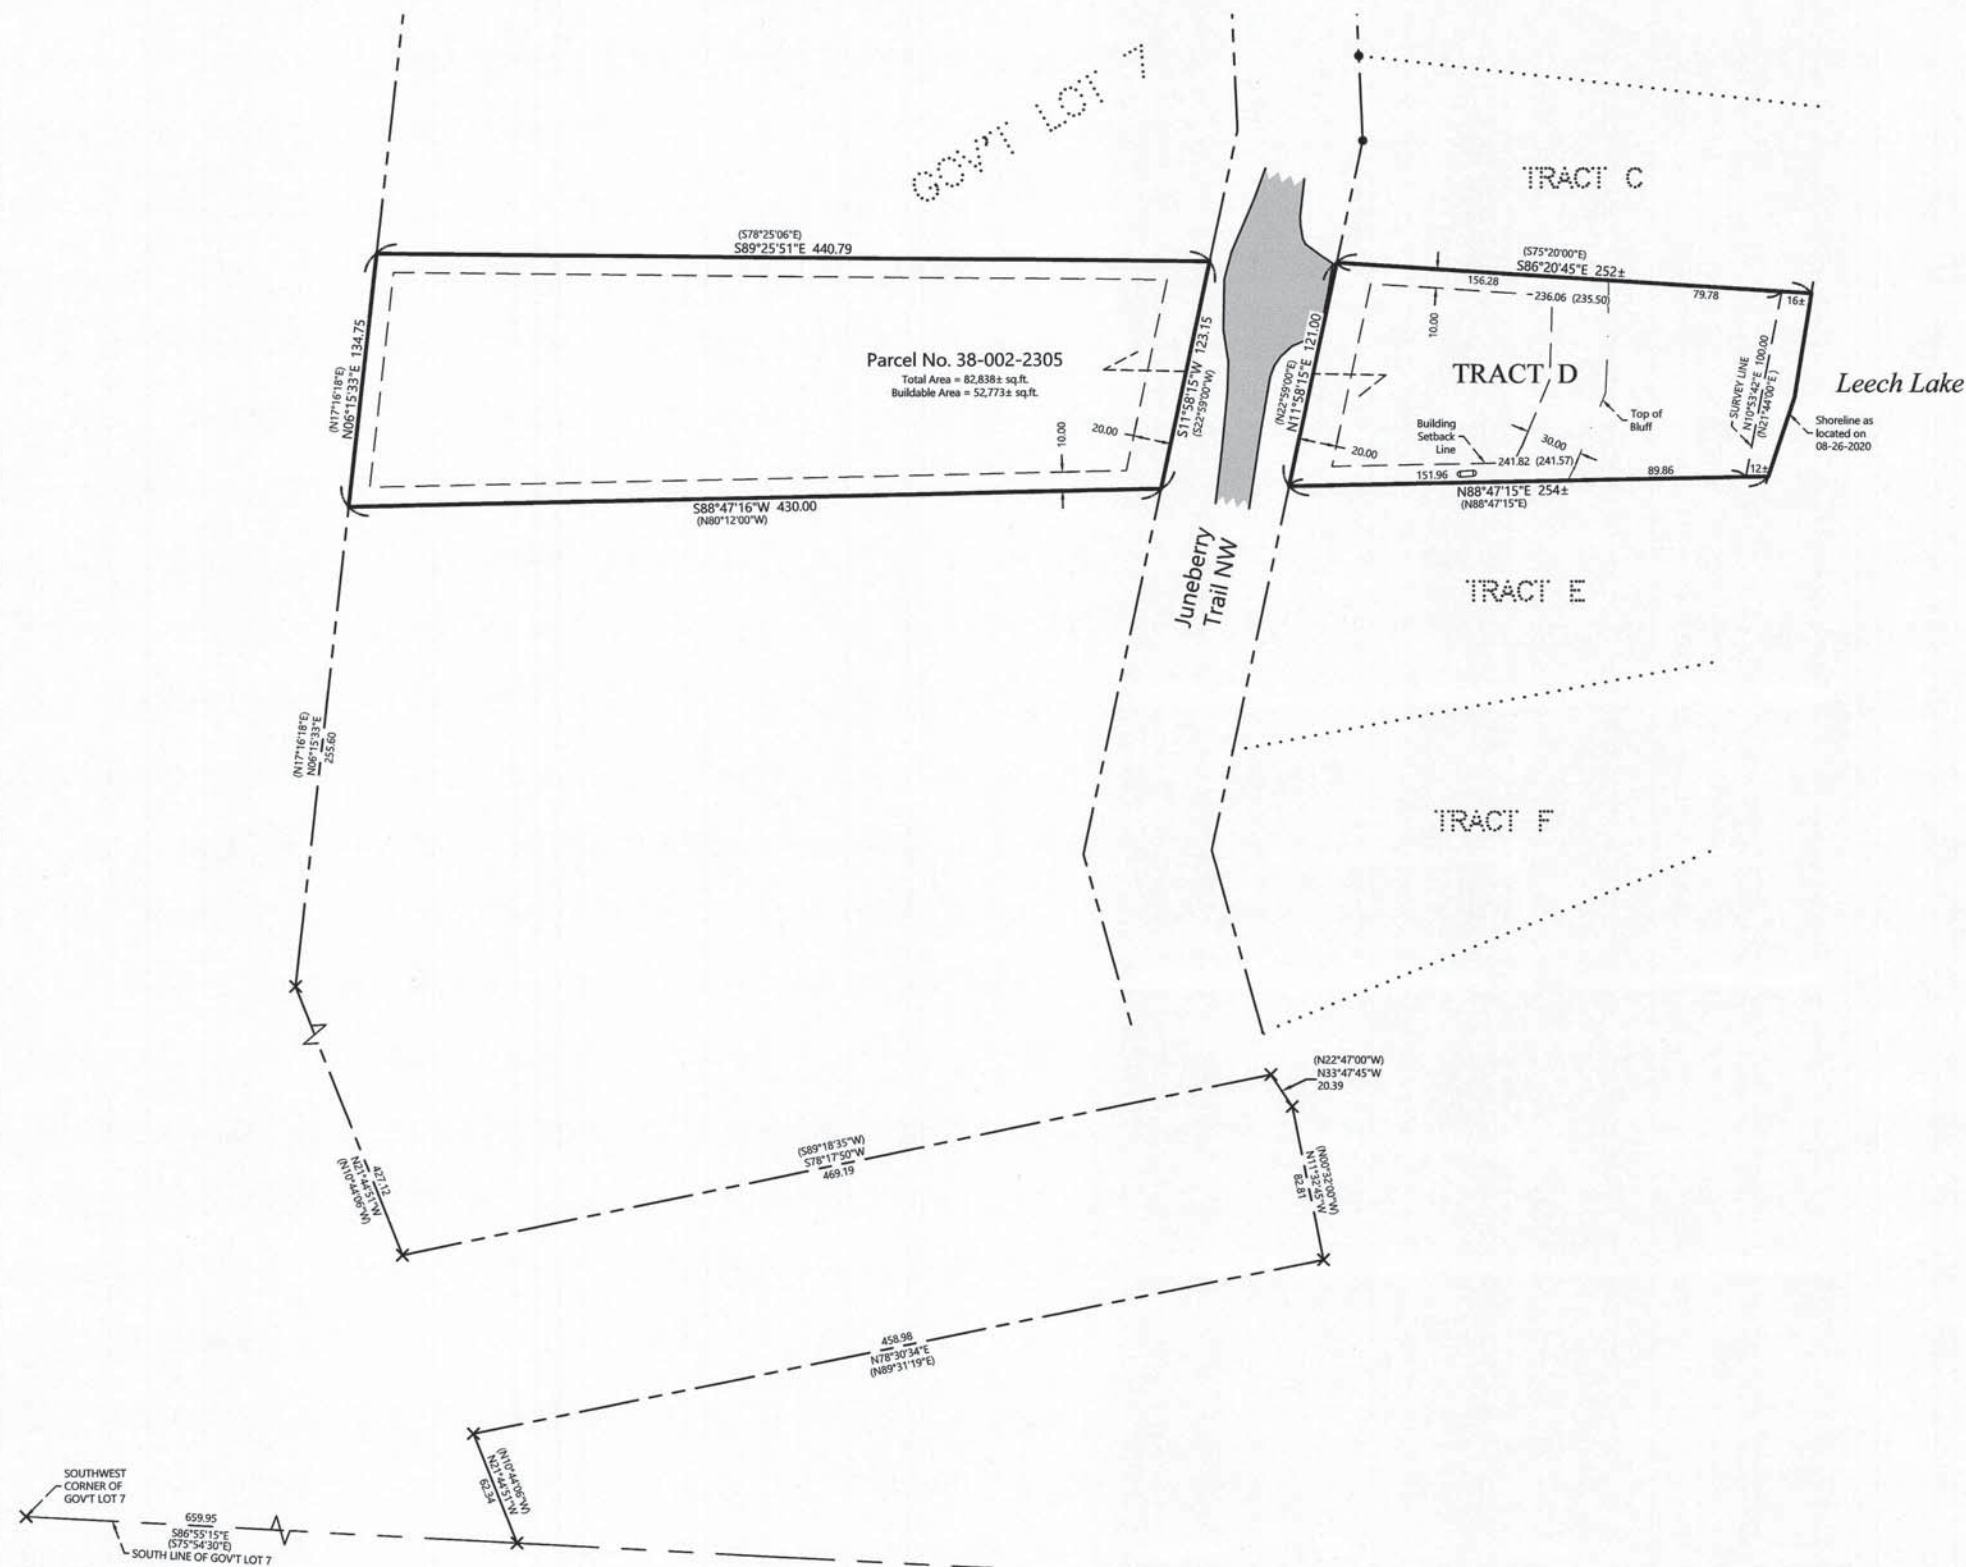 GOV'T LOT 7
TRACT C
(S78°25'06"E)
S89°25'51"E 440.79
(S75°20'00"E)
S86°20'45"E 252±
156.28
236.06 (235.50)
79.78
16±
10.00
(N17°16'18"E)
N06°15'33"E 134.75
Parcel No. 38-002-2305
Total Area = 82,838± sq.ft.
Buildable Area = 52,773± sq.ft.
S11°58'15"W 123.15
(S22°59'00"W)
(N22°59'00"E)
N11°58'15"E 121.00
TRACT D
SURVEY LINE
N10°53'42"E 100.00
(N21°44'00"E)
Leech Lake
Shoreline as
located on
08-26-2020
Top of
Bluff
Building
Setback
Line
30.00
20.00
10.00
20.00
241.82 (241.57)
151.96
89.86
12±
N88°47'15"E 254±
(N88°47'15"E)
S88°47'16"W 430.00
(N80°12'00"W)
Juneberry
Trail NW
TRACT E
(N17°16'18"E)
N06°15'33"E
255.60
TRACT F
(N22°47'00"W)
N33°47'45"W
20.39
(S89°18'35"W)
S78°17'50"W
469.19
427.12
N21°44'51"W
(N10°44'06"W)
(N00°32'00"W)
N11°32'45"W
82.81
458.98
N78°30'34"E
(N89°31'19"E)
(N10°44'06"W)
N21°44'51"W
62.34
SOUTHWEST
CORNER OF
GOV'T LOT 7
659.95
S86°55'15"E
(S75°54'30"E)
SOUTH LINE OF GOV'T LOT 7